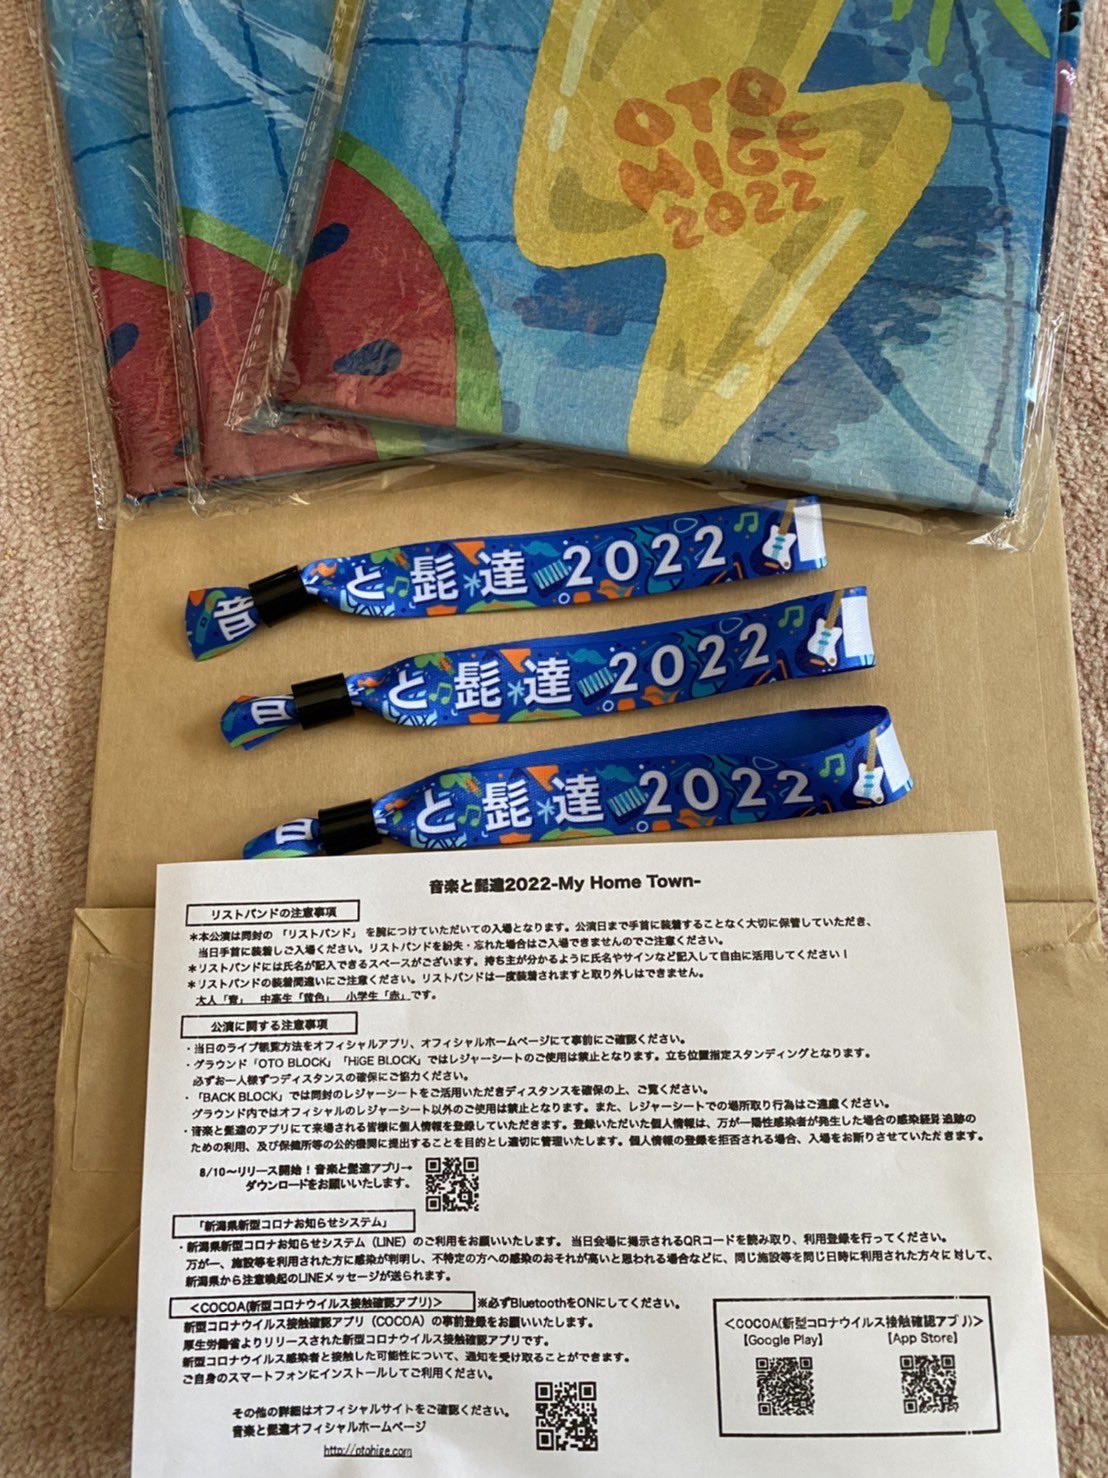 OTO
HIGE
2022
音 と髭達2022
音 と髭達2022
音 と髭達2022
音楽と髭達2022-My Home Town-
リストバンドの注意事項
＊本公演は同封の 「リストバンド」 を腕につけていただいての入場となります。公演日まで手首に装着することなく大切に保管していただき、
当日手首に装着しご入場ください。リストバンドを紛失・忘れた場合はご入場できませんのでご注意ください。
＊リストバンドには氏名が記入できるスペースがございます。持ち主が分かるように氏名やサインなど記入して自由に活用してください！
＊リストバンドの装着間違いにご注意ください。リストバンドは一度装着されますと取り外しはできません。
大人「青」 中高生「黄色」 小学生「赤」です。
公演に関する注意事項
・当日のライブ観覧方法をオフィシャルアプリ、オフィシャルホームページにて事前にご確認ください。
・グラウンド「OTO BLOCK」「HiGE BLOCK」ではレジャーシートのご使用は禁止となります。立ち位置指定スタンディングとなります。
必ずお一人様ずつディスタンスの確保にご協力ください。
・「BACK BLOCK」では同封のレジャーシートをご活用いただきディスタンスを確保の上、ご覧ください。
グラウンド内ではオフィシャルのレジャーシート以外のご使用は禁止となります。また、レジャーシートでの場所取り行為はご遠慮ください。
・音楽と髭達のアプリにて来場される皆様に個人情報を登録していただきます。登録いただいた個人情報は、万が一陽性感染者が発生した場合の感染経路追跡の
ための利用、及び保健所等の公的機関に提出することを目的とし適切に管理いたします。個人情報の登録を拒否される場合、入場をお断りさせていただきます。
8/10～リリース開始！音楽と髭達アプリ→
ダウンロードをお願いいたします。
「新潟県新型コロナお知らせシステム」
・新潟県新型コロナお知らせシステム（LINE）のご利用をお願いいたします。 当日会場に掲示されるQRコードを読み取り、利用登録を行ってください。
万が一、施設等を利用された方に感染が判明し、不特定の方への感染のおそれが高いと思われる場合などに、同じ施設等を同じ日時に利用された方々に対して、
新潟県から注意喚起のLINEメッセージが送られます。
＜COCOA(新型コロナウイルス接触確認アプリ)＞ ※必ずBluetoothをONにしてください。
新型コロナウイルス接触確認アプリ（COCOA）の事前登録をお願いいたします。
厚生労働省よりリリースされた新型コロナウイルス接触確認アプリです。
新型コロナウイルス感染者と接触した可能性について、通知を受け取ることができます。
ご自身のスマートフォンにインストールしてご利用ください。
＜COCOA(新型コロナウイルス接触確認アプリ)＞
【Google Play】 【App Store】
その他の詳細はオフィシャルサイトをご確認ください。
音楽と髭達オフィシャルホームページ
http://otohige.com